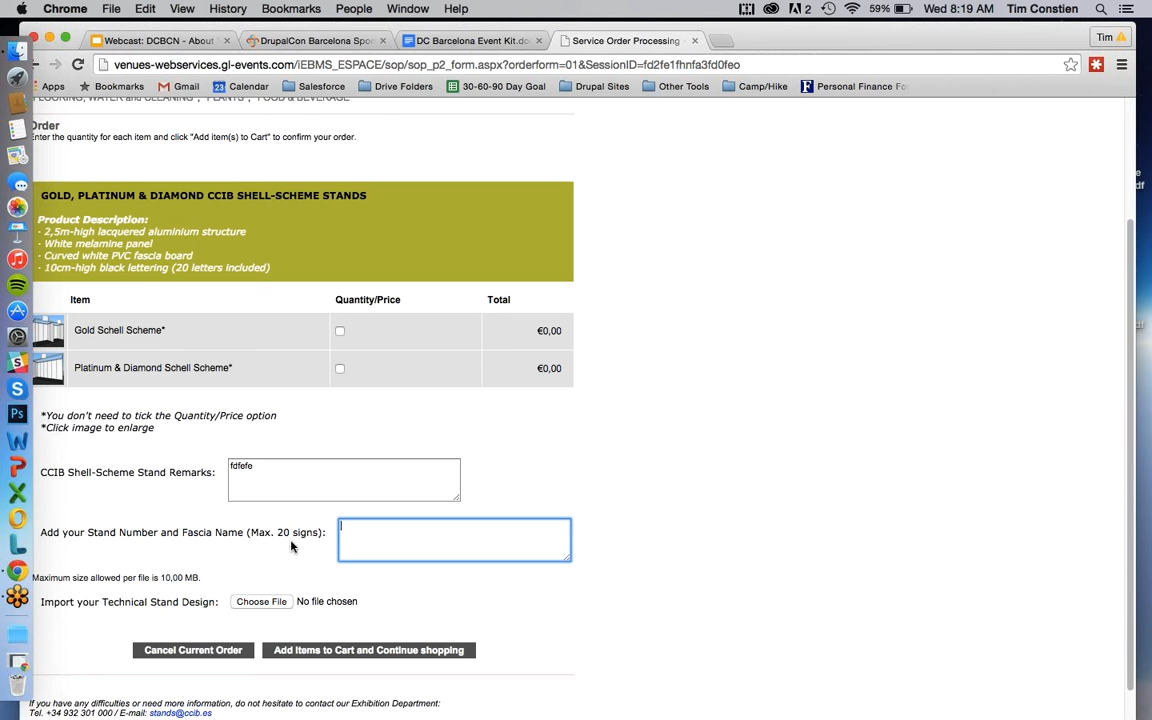 Chrome File Edit View History Bookmarks People Window Help 2 59% Wed 8:19 AM Tim Constien
Webcast: DCBCN - About DrupalCon Barcelona Spon DC Barcelona Event Kit.do Service Order Processing Tim
venues-webservices.gl-events.com/iEBMS_ESPACE/sop/sop_p2_form.aspx?orderform=01&SessionID=fd2fe1fhnfa3fd0feo
Apps Bookmarks Gmail 23 Calendar Salesforce Drive Folders 30-60-90 Day Goal Drupal Sites Other Tools Camp/Hike Personal Finance Fo
FLOORING, WATER and CLEANING , PLANTS , FOOD & BEVERAGE
Order
Enter the quantity for each item and click "Add item(s) to Cart" to confirm your order.
GOLD, PLATINUM & DIAMOND CCIB SHELL-SCHEME STANDS
Product Description:
· 2,5m-high lacquered aluminium structure
· White melamine panel
· Curved white PVC fascia board
· 10cm-high black lettering (20 letters included)
Item Quantity/Price Total
Gold Schell Scheme* €0,00
Platinum & Diamond Schell Scheme* €0,00
*You don't need to tick the Quantity/Price option
*Click image to enlarge
CCIB Shell-Scheme Stand Remarks: fdfefe
Add your Stand Number and Fascia Name (Max. 20 signs):
Maximum size allowed per file is 10,00 MB.
Import your Technical Stand Design: Choose File No file chosen
Cancel Current Order Add Items to Cart and Continue shopping
If you have any difficulties or need more information, do not hesitate to contact our Exhibition Department:
Tel. +34 932 301 000 / E-mail: stands@ccib.es